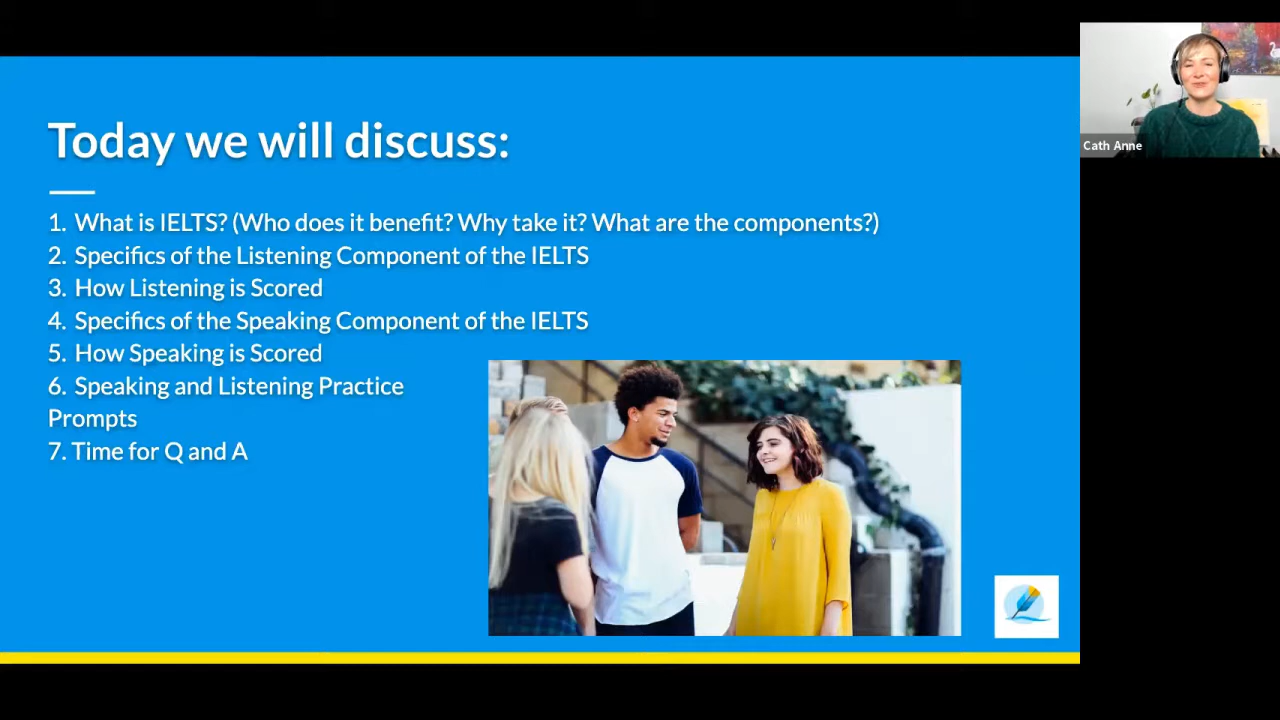 Today we will discuss:
1. What is IELTS? (Who does it benefit? Why take it? What are the components?)
2. Specifics of the Listening Component of the IELTS
3. How Listening is Scored
4. Specifics of the Speaking Component of the IELTS
5. How Speaking is Scored
6. Speaking and Listening Practice
Prompts
7. Time for Q and A
Cath Anne